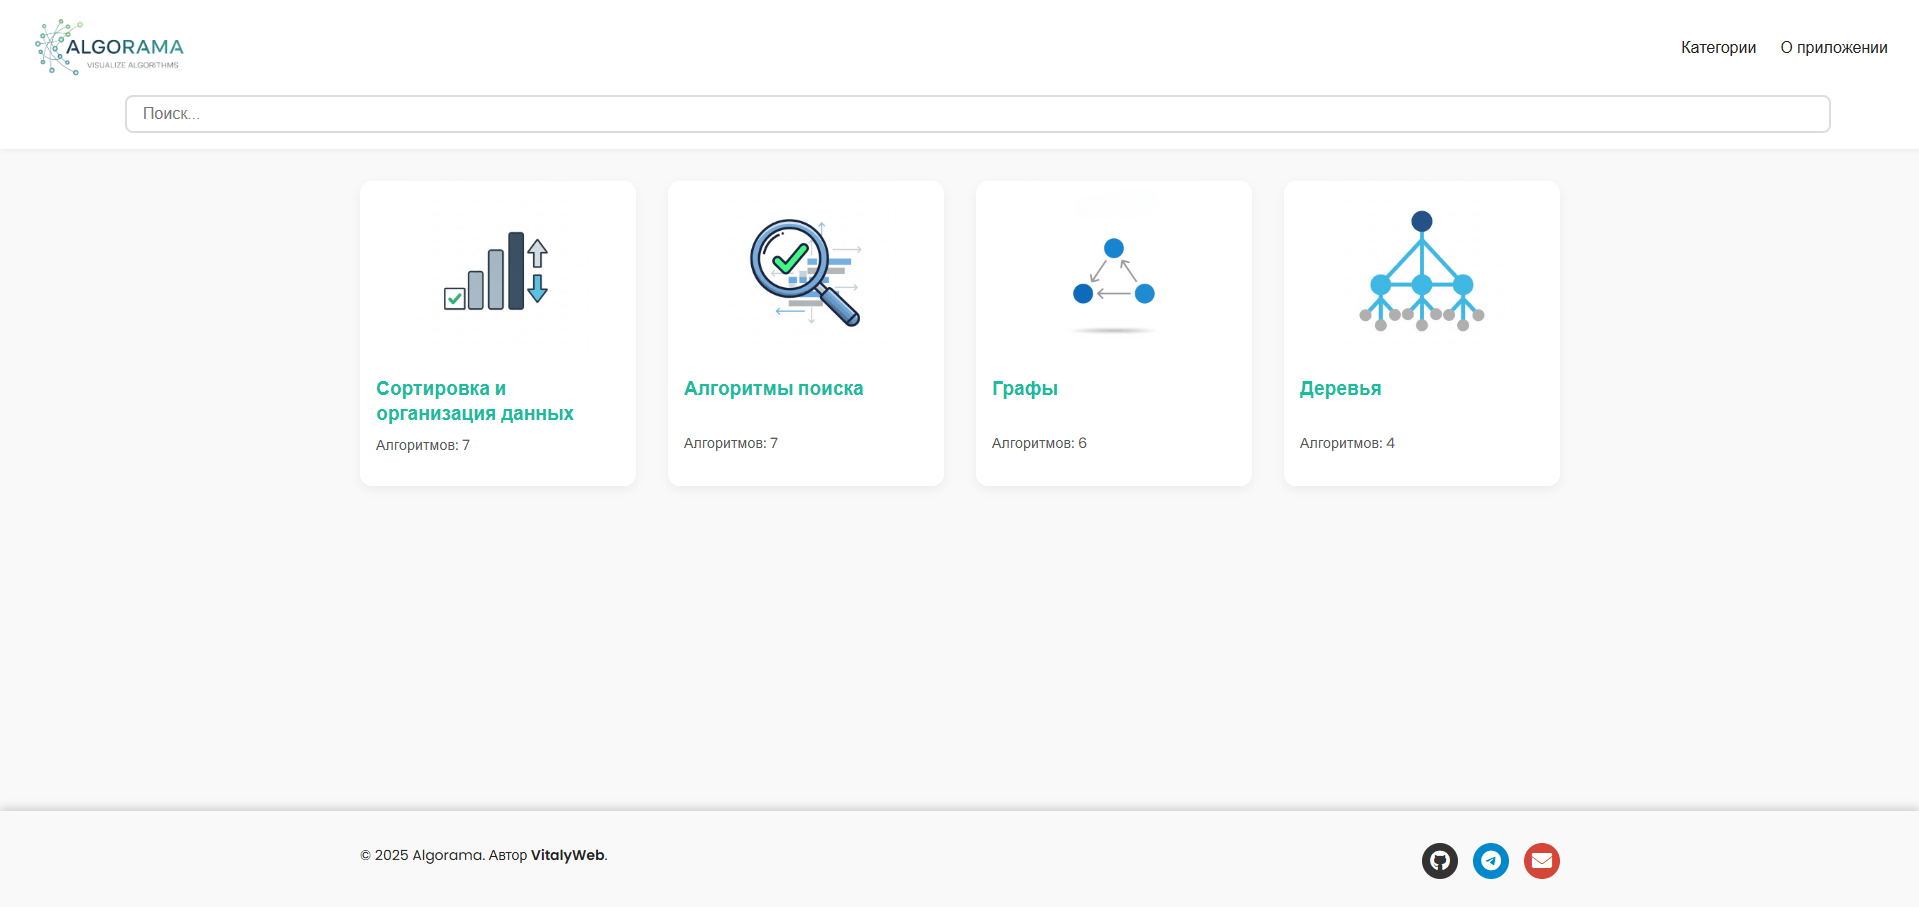 ALGORAMA
VISUALIZE ALGORITHMS
Категории
О приложении
Поиск...
Сортировка и
организация данных
Алгоритмов: 7
Алгоритмы поиска
Алгоритмов: 7
Графы
Алгоритмов: 6
Деревья
Алгоритмов: 4
© 2025 Algorama. Автор VitalyWeb.